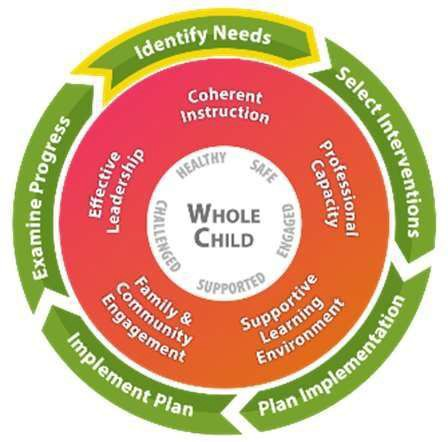 Identify Needs
Select Interventions
Plan Implementation
Implement Plan
Examine Progress
Coherent
Instruction
Professional
Capacity
Supportive
Learning
Environment
Family &
Community
Engagement
Effective
Leadership
HEALTHY
SAFE
ENGAGED
SUPPORTED
CHALLENGED
WHOLE
CHILD